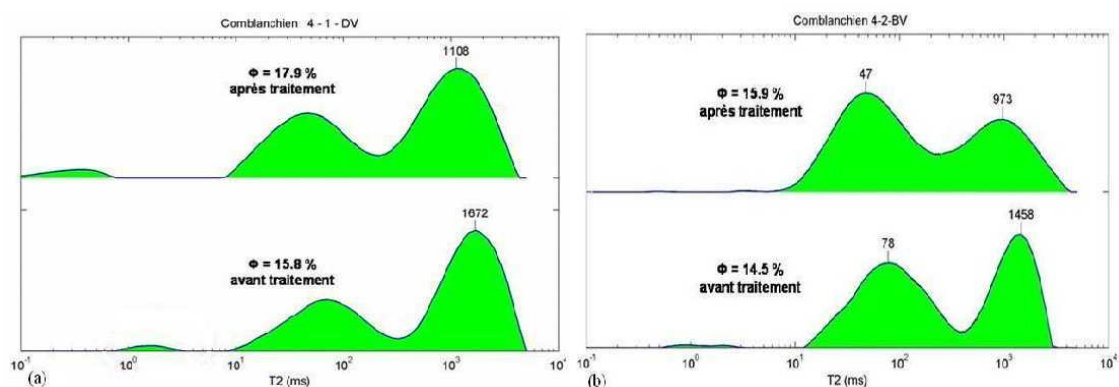 Comblanchien 4 - 1 - DV
1108
Φ = 17.9 %
après traitement
1672
Φ = 15.8 %
avant traitement
10-1 100 101 102 103 104
(a) T2 (ms)
Comblanchien 4-2-BV
47
973
Φ = 15.9 %
après traitement
1458
78
Φ = 14.5 %
avant traitement
10-1 100 101 102 103 104
(b) T2 (ms)